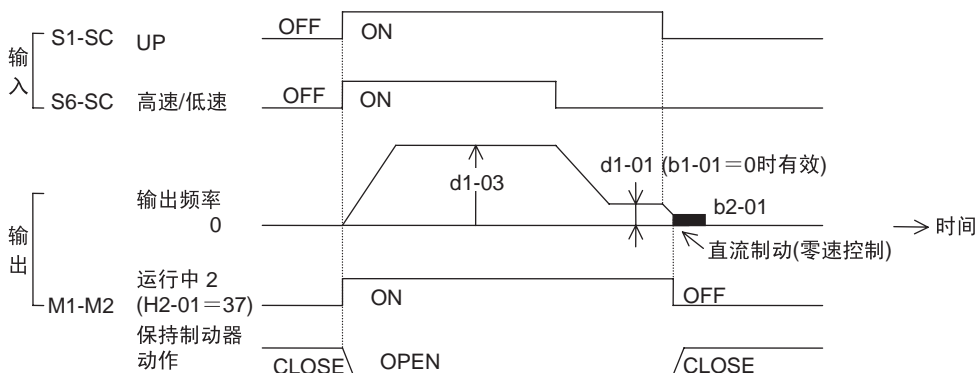 输入
S1-SC UP OFF ON
S6-SC 高速/低速 OFF ON
输出
输出频率
0
d1-03
d1-01 (b1-01＝0时有效)
b2-01
直流制动(零速控制)
时间
M1-M2
运行中 2
(H2-01＝37)
ON
OFF
保持制动器
动作
CLOSE OPEN CLOSE